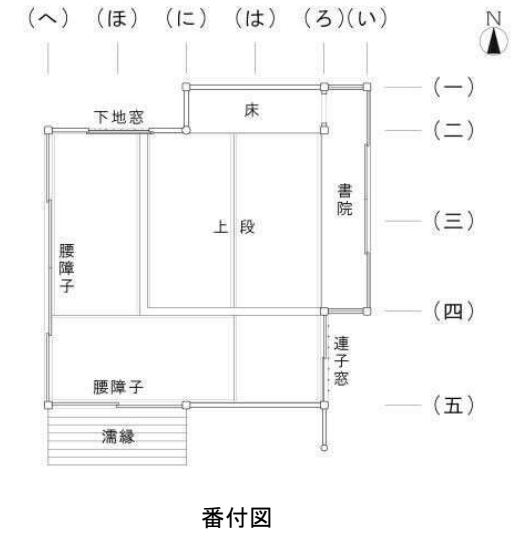 (へ) (ほ) (に) (は) (ろ)(い)
N
(一)
床
下地窓
(二)
書院
(三)
上段
腰障子
(四)
連子窓
腰障子
(五)
濡縁
番付図